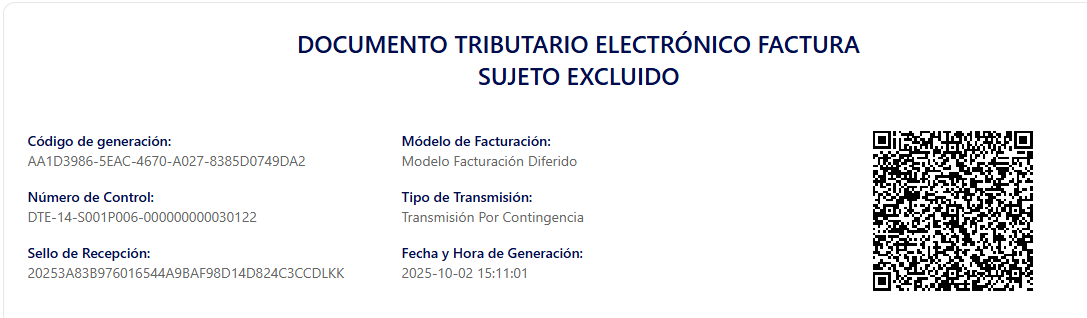 DOCUMENTO TRIBUTARIO ELECTRÓNICO FACTURA
SUJETO EXCLUIDO
Código de generación:
AA1D3986-5EAC-4670-A027-8385D0749DA2
Número de Control:
DTE-14-S001P006-000000000030122
Sello de Recepción:
20253A83B976016544A9BAF98D14D824C3CCDLKK
Módelo de Facturación:
Modelo Facturación Diferido
Tipo de Transmisión:
Transmisión Por Contingencia
Fecha y Hora de Generación:
2025-10-02 15:11:01